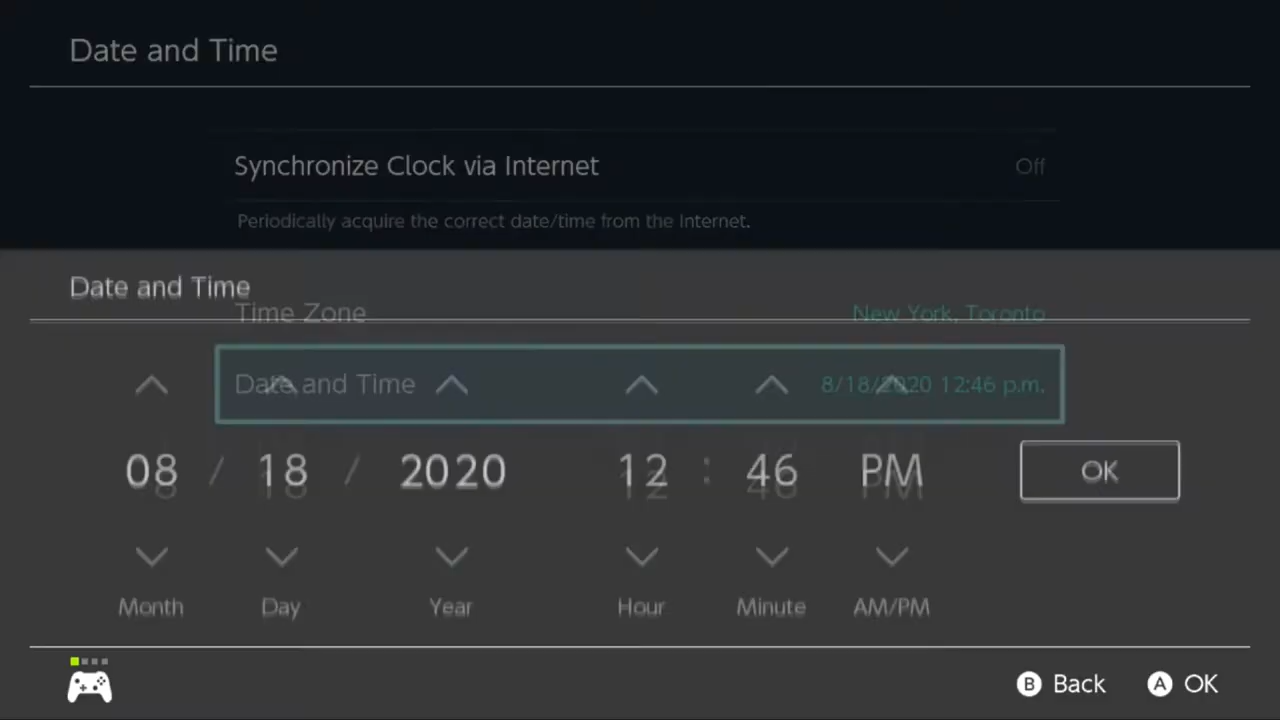 Date and Time
Synchronize Clock via Internet Off
Periodically acquire the correct date/time from the Internet.
Date and Time
Time Zone New York, Toronto
Date and Time 8/18/2020 12:46 p.m.
08 / 18 / 2020 12 : 46 PM OK
Month Day Year Hour Minute AM/PM
B Back A OK